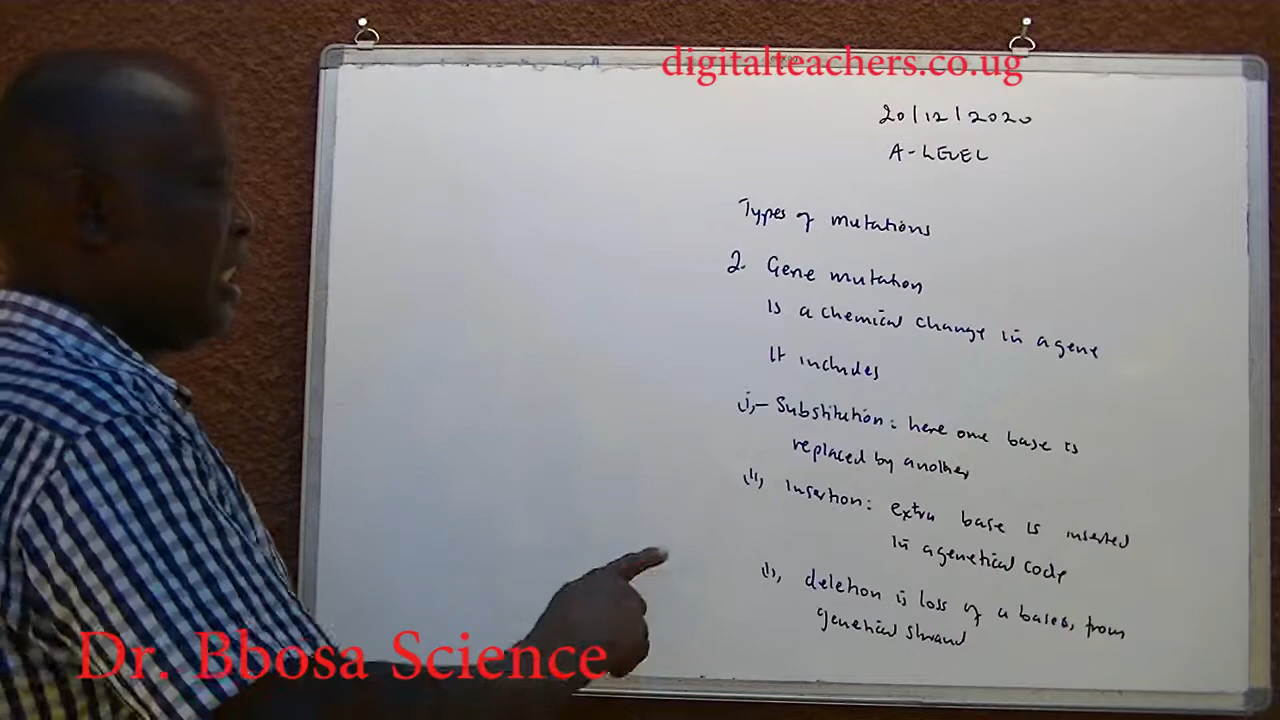 digitalteachers.co.ug
20/12/2020
A-LEVEL
Types of mutations
2. Gene mutation
Is a chemical change in a gene
It includes
i,- Substitution: here one base is
replaced by another
ii, Insertion: extra base is inserted
in a genetical code
ii, deletion is loss of a bases, from
genetical strand
Dr. Bbosa Science